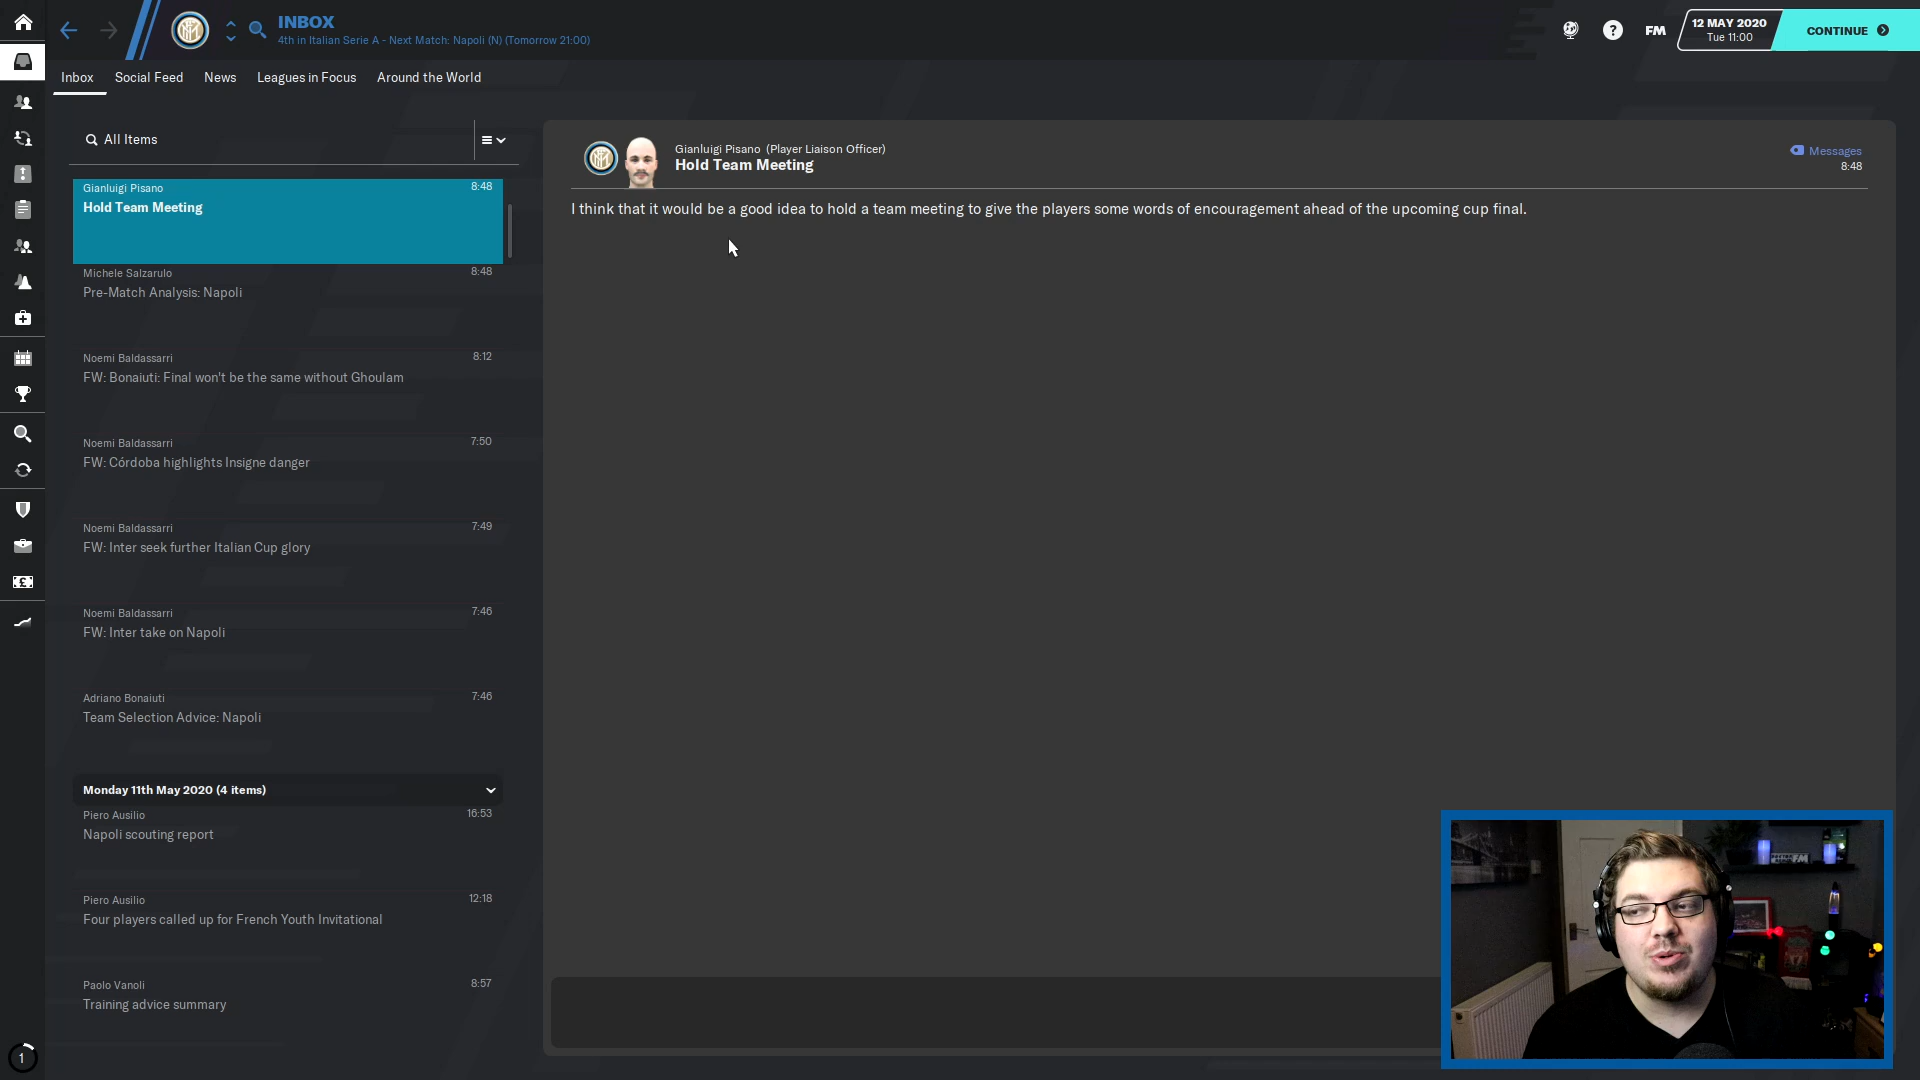 INBOX
4th in Italian Serie A - Next Match: Napoli (N) (Tomorrow 21:00)
FM
12 MAY 2020
Tue 11:00
CONTINUE
Inbox
Social Feed
News
Leagues in Focus
Around the World
All Items
Gianluigi Pisano
8:48
Hold Team Meeting
Michele Salzarulo
8:48
Pre-Match Analysis: Napoli
Noemi Baldassarri
8:12
FW: Bonaiuti: Final won't be the same without Ghoulam
Noemi Baldassarri
7:50
FW: Córdoba highlights Insigne danger
Noemi Baldassarri
7:49
FW: Inter seek further Italian Cup glory
Noemi Baldassarri
7:46
FW: Inter take on Napoli
Adriano Bonaiuti
7:46
Team Selection Advice: Napoli
Monday 11th May 2020 (4 items)
Piero Ausilio
16:53
Napoli scouting report
Piero Ausilio
12:18
Four players called up for French Youth Invitational
Paolo Vanoli
8:57
Training advice summary
1
Gianluigi Pisano (Player Liaison Officer)
Hold Team Meeting
Messages
8:48
I think that it would be a good idea to hold a team meeting to give the players some words of encouragement ahead of the upcoming cup final.